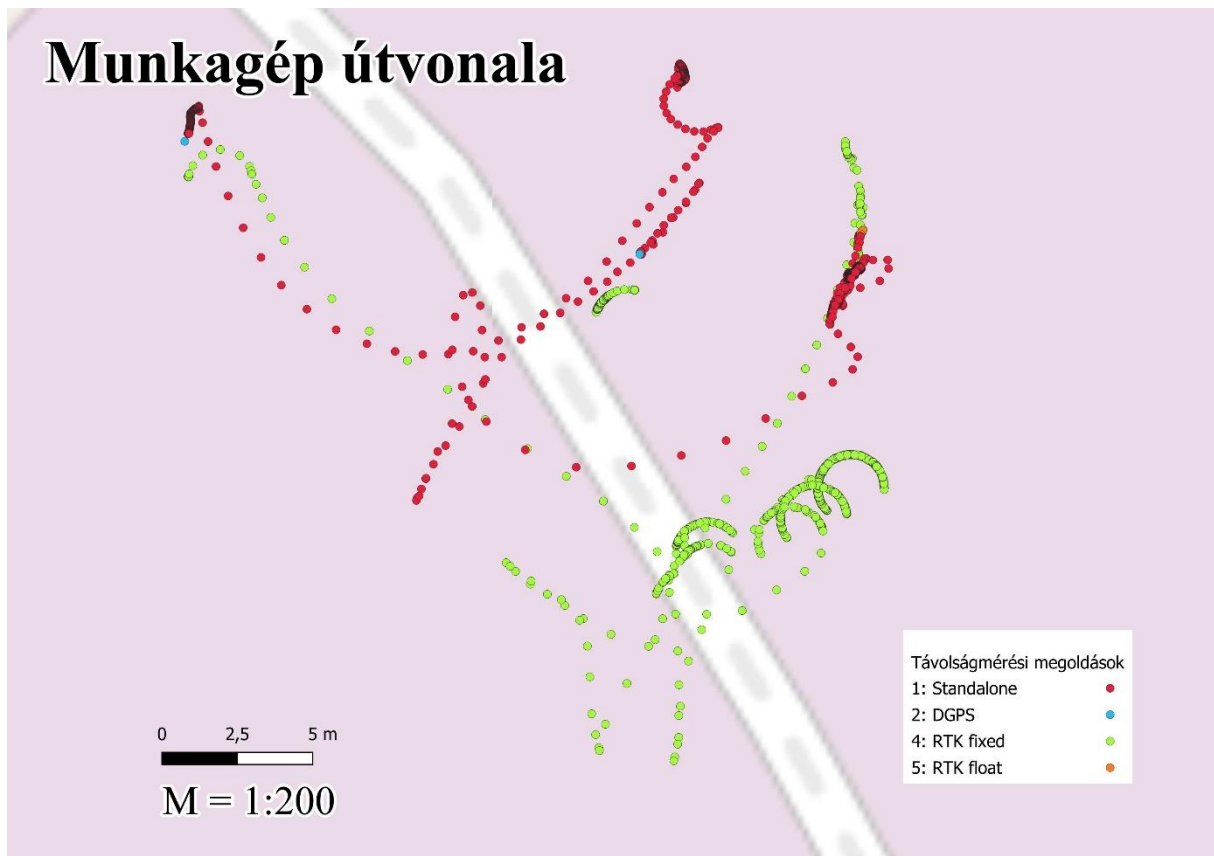 Munkagép útvonala
Távolságmérési megoldások
1: Standalone
2: DGPS
4: RTK fixed
5: RTK float
0 2,5 5 m
M = 1:200